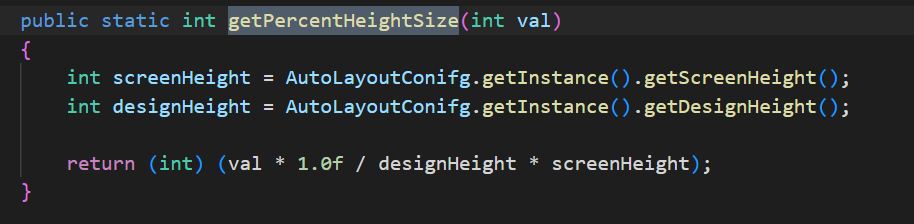 public static int getPercentHeightSize(int val)
{
int screenHeight = AutoLayoutConifg.getInstance().getScreenHeight();
int designHeight = AutoLayoutConifg.getInstance().getDesignHeight();
return (int) (val * 1.0f / designHeight * screenHeight);
}